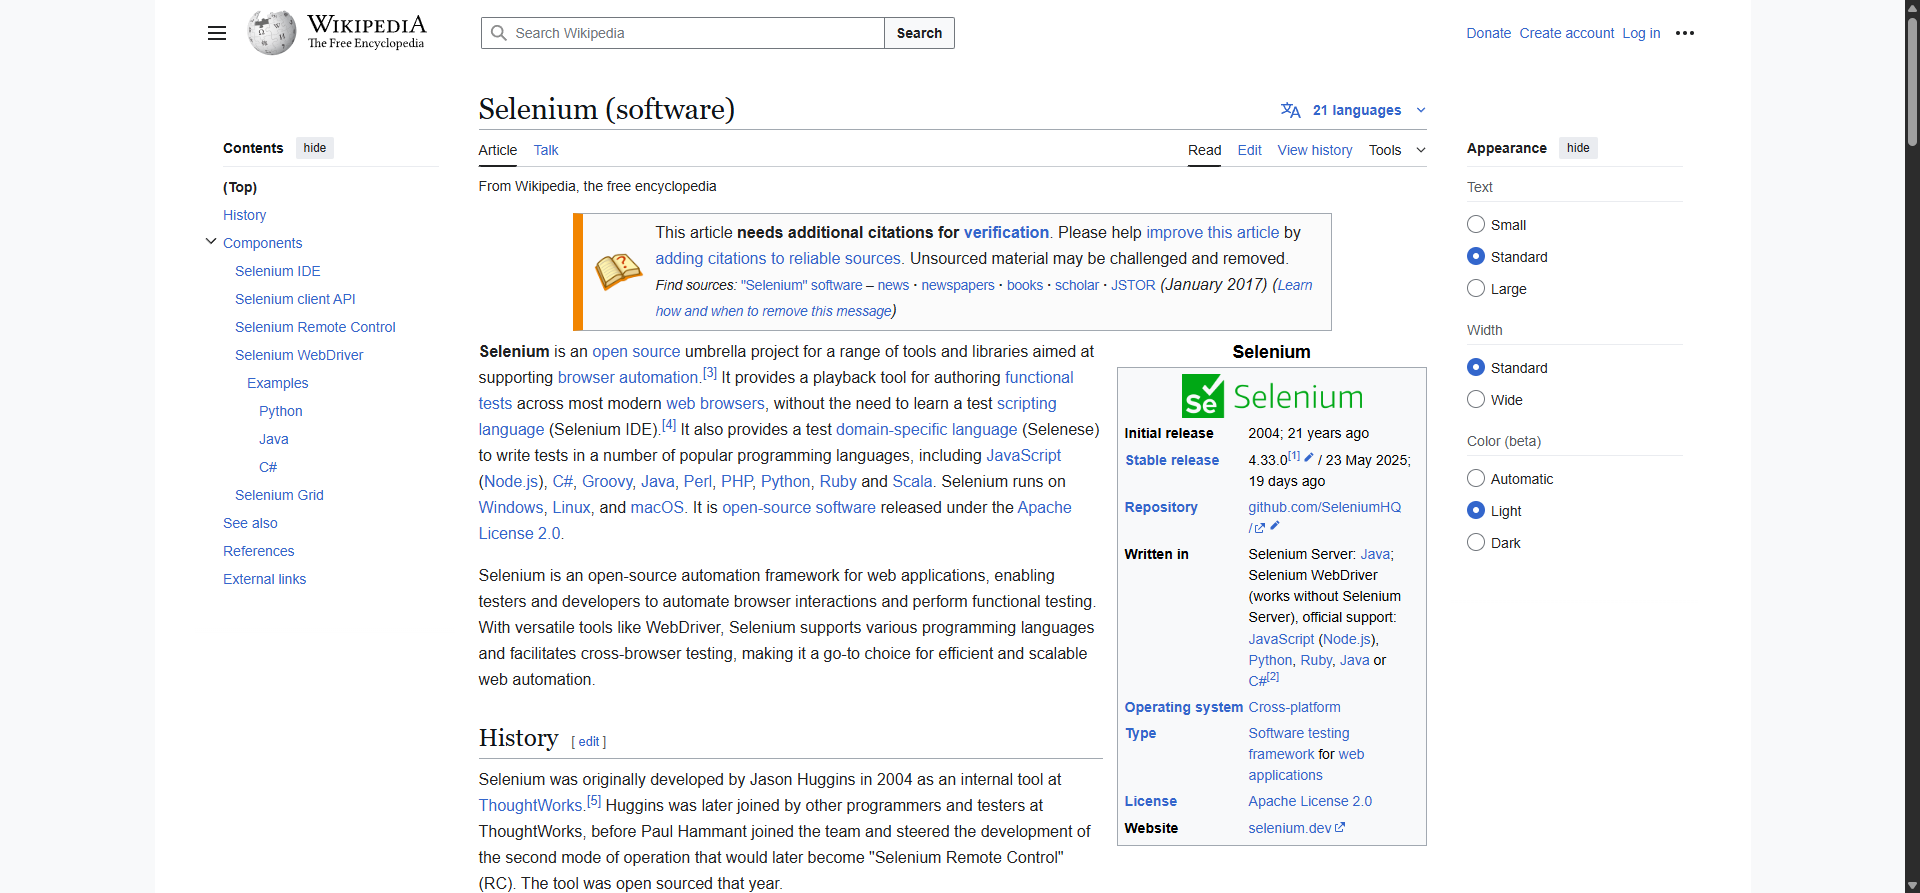 WIKIPEDIA
The Free Encyclopedia
Search Wikipedia
Search
Donate Create account Log in
Contents hide
(Top)
History
Components
Selenium IDE
Selenium client API
Selenium Remote Control
Selenium WebDriver
Examples
Python
Java
C#
Selenium Grid
See also
References
External links
Selenium (software)
21 languages
Article Talk
Read Edit View history Tools
From Wikipedia, the free encyclopedia
This article needs additional citations for verification. Please help improve this article by
adding citations to reliable sources. Unsourced material may be challenged and removed.
Find sources: "Selenium" software – news · newspapers · books · scholar · JSTOR (January 2017) (Learn
how and when to remove this message)
Selenium is an open source umbrella project for a range of tools and libraries aimed at
supporting browser automation.[3] It provides a playback tool for authoring functional
tests across most modern web browsers, without the need to learn a test scripting
language (Selenium IDE).[4] It also provides a test domain-specific language (Selenese)
to write tests in a number of popular programming languages, including JavaScript
(Node.js), C#, Groovy, Java, Perl, PHP, Python, Ruby and Scala. Selenium runs on
Windows, Linux, and macOS. It is open-source software released under the Apache
License 2.0.
Selenium is an open-source automation framework for web applications, enabling
testers and developers to automate browser interactions and perform functional testing.
With versatile tools like WebDriver, Selenium supports various programming languages
and facilitates cross-browser testing, making it a go-to choice for efficient and scalable
web automation.
History [ edit ]
Selenium was originally developed by Jason Huggins in 2004 as an internal tool at
ThoughtWorks.[5] Huggins was later joined by other programmers and testers at
ThoughtWorks, before Paul Hammant joined the team and steered the development of
the second mode of operation that would later become "Selenium Remote Control"
(RC). The tool was open sourced that year.
Selenium
Se Selenium
Initial release 2004; 21 years ago
Stable release 4.33.0[1] / 23 May 2025;
19 days ago
Repository github.com/SeleniumHQ
/
Written in Selenium Server: Java;
Selenium WebDriver
(works without Selenium
Server), official support:
JavaScript (Node.js),
Python, Ruby, Java or
C#[2]
Operating system Cross-platform
Type Software testing
framework for web
applications
License Apache License 2.0
Website selenium.dev
Appearance hide
Text
Small
Standard
Large
Width
Standard
Wide
Color (beta)
Automatic
Light
Dark